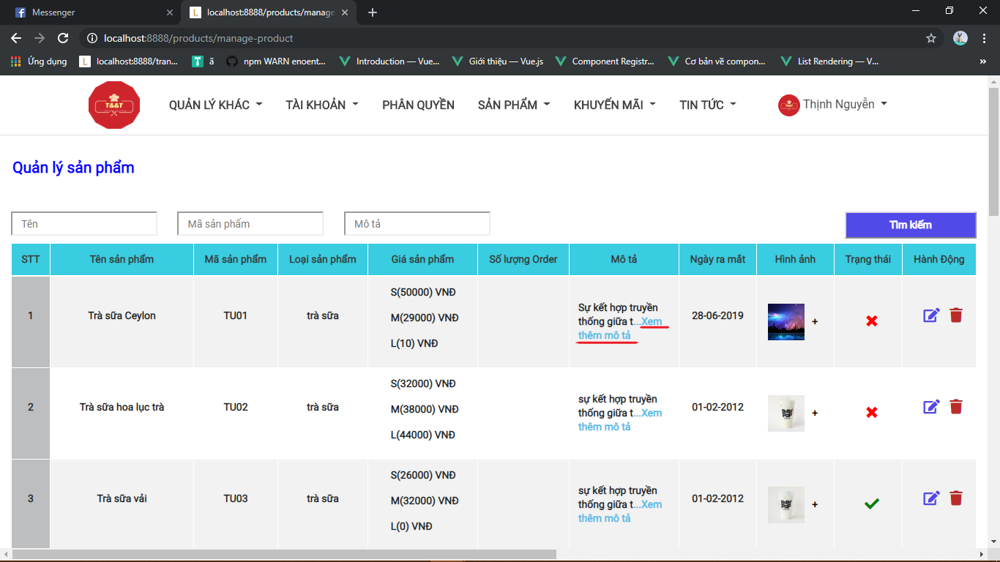 Messenger
localhost:8888/products/manage
localhost:8888/products/manage-product
Ứng dụng
localhost:8888/tran...
ã
npm WARN enoent...
Introduction — Vue...
Giới thiệu — Vue.js
Component Registr...
Cơ bản về compon...
List Rendering — V...
T&&T
QUẢN LÝ KHÁC
TÀI KHOẢN
PHÂN QUYỀN
SẢN PHẨM
KHUYẾN MÃI
TIN TỨC
Thịnh Nguyễn
Quản lý sản phẩm
Tên
Mã sản phẩm
Mô tả
Tìm kiếm
STT
Tên sản phẩm
Mã sản phẩm
Loại sản phẩm
Giá sản phẩm
Số lượng Order
Mô tả
Ngày ra mắt
Hình ảnh
Trạng thái
Hành Động
1
Trà sữa Ceylon
TU01
trà sữa
S(50000) VNĐ
M(29000) VNĐ
L(10) VNĐ
Sự kết hợp truyền
thống giữa t...Xem
thêm mô tả
28-06-2019
+
2
Trà sữa hoa lục trà
TU02
trà sữa
S(32000) VNĐ
M(38000) VNĐ
L(44000) VNĐ
sự kết hợp truyền
thống giữa t...Xem
thêm mô tả
01-02-2012
+
3
Trà sữa vải
TU03
trà sữa
S(26000) VNĐ
M(32000) VNĐ
L(0) VNĐ
sự kết hợp truyền
thống giữa t...Xem
thêm mô tả
01-02-2012
+